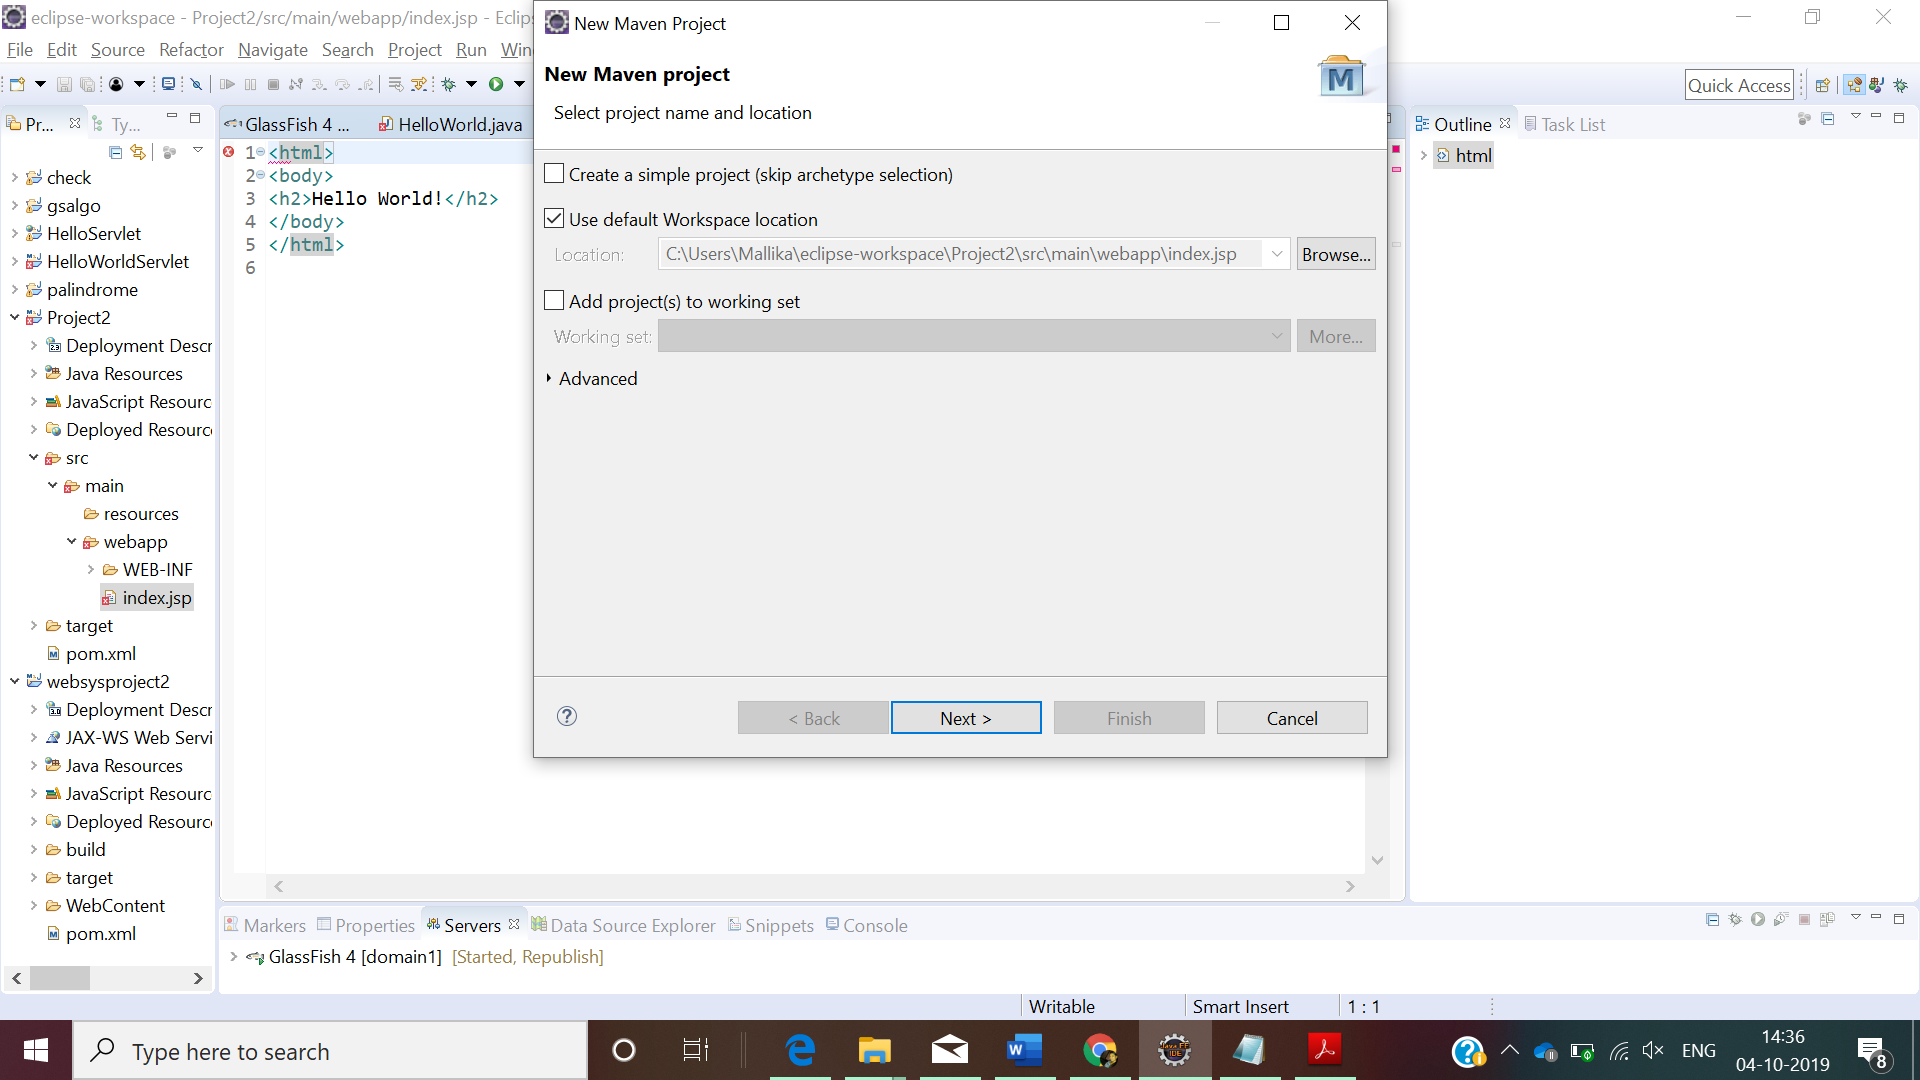 eclipse-workspace - Project2/src/main/webapp/index.jsp - Eclips
File Edit Source Refactor Navigate Search Project Run Win
Quick Access
Pr...
Ty...
check
gsalgo
HelloServlet
HelloWorldServlet
palindrome
Project2
Deployment Descr
Java Resources
JavaScript Resourc
Deployed Resource
src
main
resources
webapp
WEB-INF
index.jsp
target
pom.xml
websysproject2
Deployment Descr
JAX-WS Web Servi
Java Resources
JavaScript Resourc
Deployed Resource
build
target
WebContent
pom.xml
GlassFish 4 ...
HelloWorld.java
1 <html>
2 <body>
3 <h2>Hello World!</h2>
4 </body>
5 </html>
6
New Maven Project
New Maven project
Select project name and location
M
Create a simple project (skip archetype selection)
Use default Workspace location
Location: C:\Users\Mallika\eclipse-workspace\Project2\src\main\webapp\index.jsp Browse...
Add project(s) to working set
Working set: More...
Advanced
< Back Next > Finish Cancel
Outline
Task List
html
Markers Properties Servers Data Source Explorer Snippets Console
GlassFish 4 [domain1] [Started, Republish]
Writable Smart Insert 1 : 1
Type here to search
ENG
14:36
04-10-2019
8